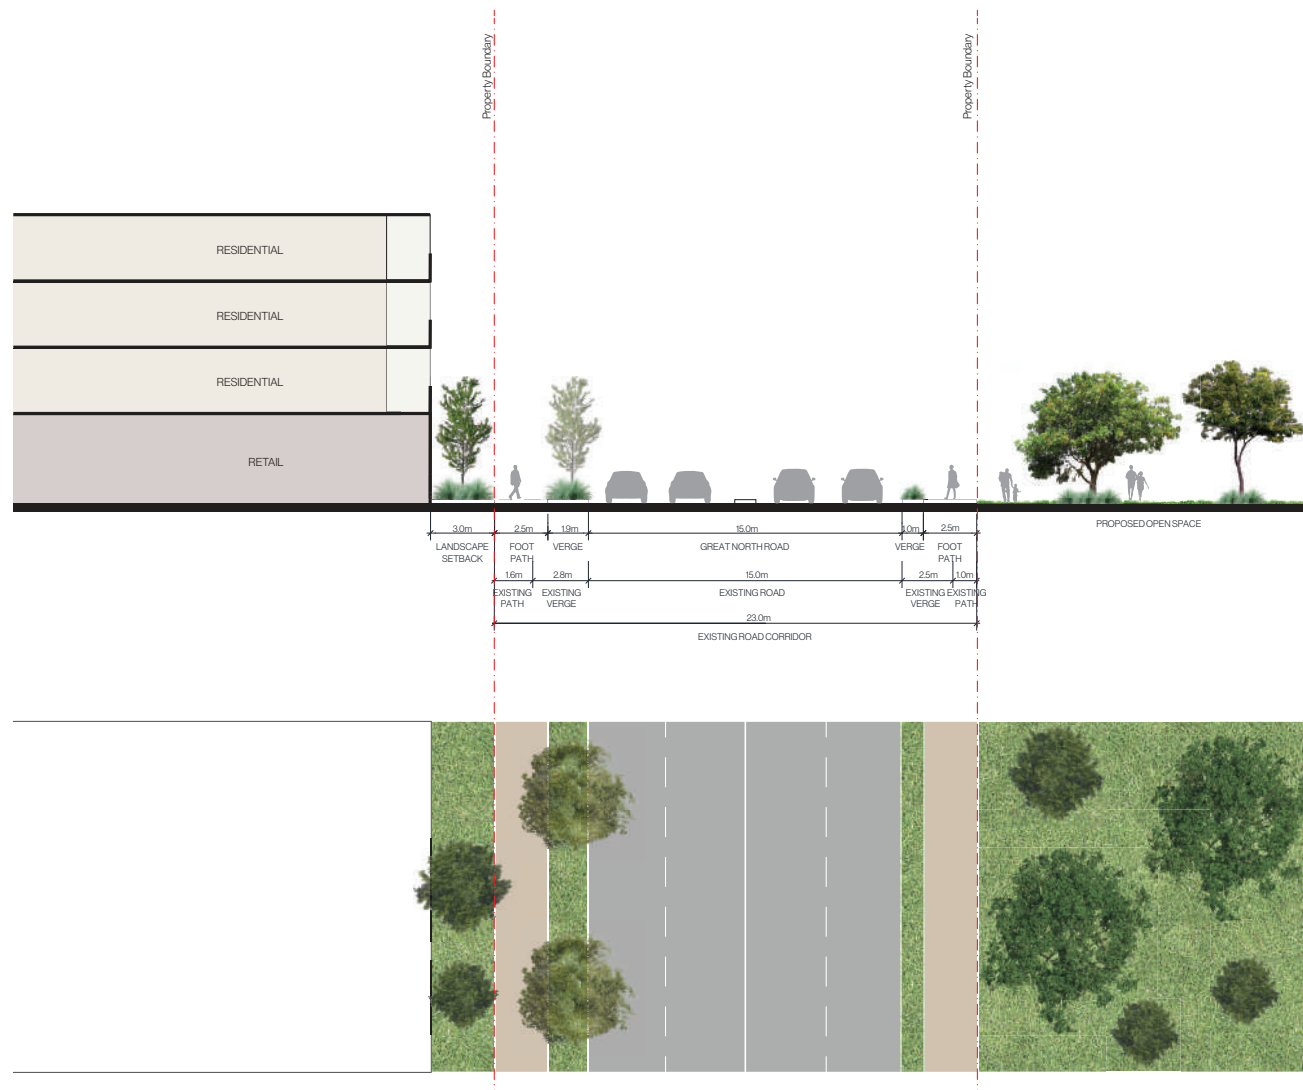 Property Boundary
Property Boundary
RESIDENTIAL
RESIDENTIAL
RESIDENTIAL
RETAIL
PROPOSED OPEN SPACE
3.0m
2.5m
1.9m
15.0m
1.0m
2.5m
LANDSCAPE
SETBACK
FOOT
PATH
VERGE
GREAT NORTH ROAD
VERGE
FOOT
PATH
1.6m
2.8m
15.0m
2.5m
1.0m
EXISTING
PATH
EXISTING
VERGE
EXISTING ROAD
EXISTING
VERGE
EXISTING
PATH
23.0m
EXISTING ROAD CORRIDOR